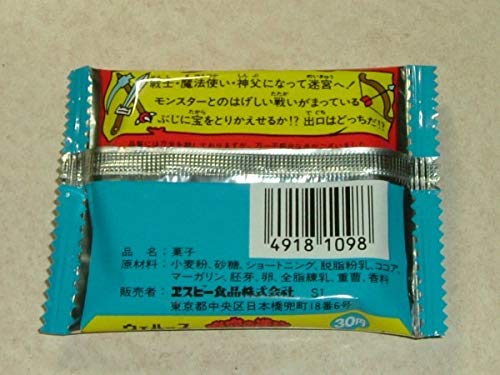 戦士・魔法使い・神父になって迷宮へ!
モンスターとのはげしい戦いがまっている
ぶじに宝をとりかえせるか!? 出口はどっちだ!?
4918 1098
品 名：菓子
原材料：小麦粉、砂糖、ショートニング、脱脂粉乳、ココア、
マーガリン、胚芽、卵、全脂練乳、重曹、香料
販売者：ヱスビー食品株式会社 S1
東京都中央区日本橋兜町18番6号
30円